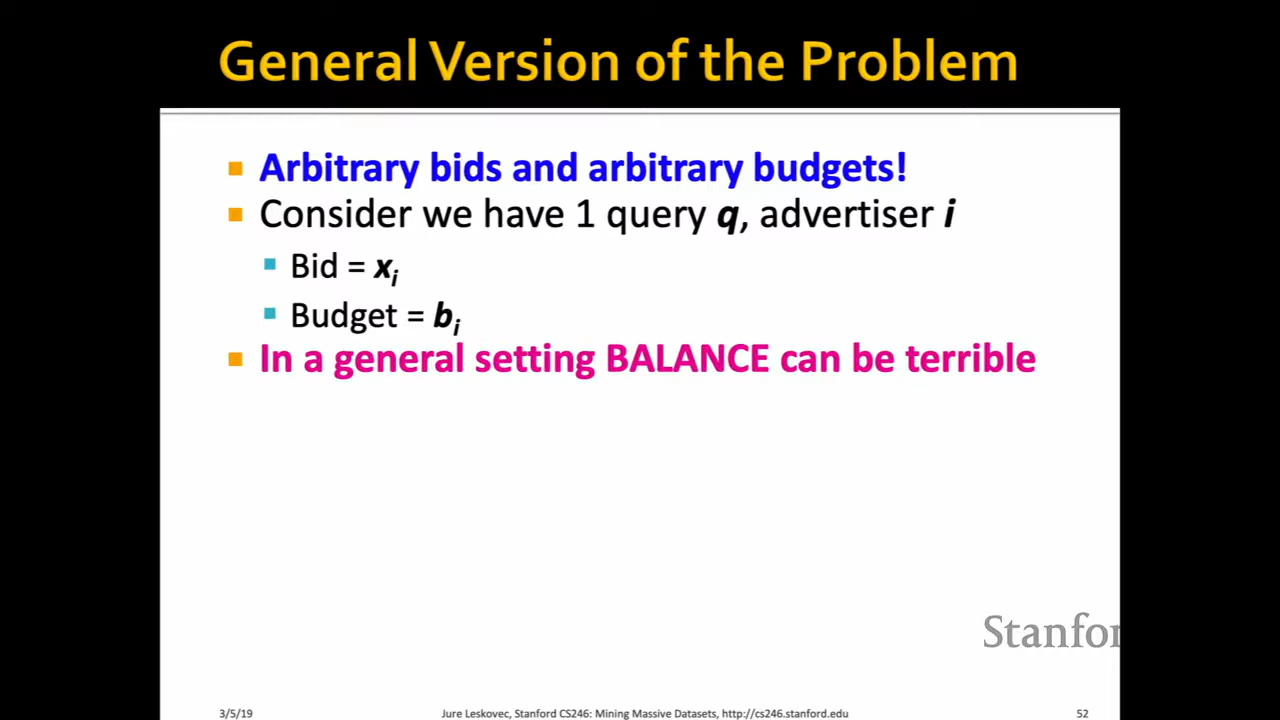 General Version of the Problem
Arbitrary bids and arbitrary budgets!
Consider we have 1 query q, advertiser i
Bid = xi
Budget = bi
In a general setting BALANCE can be terrible
Stanfor
3/5/19 Jure Leskovec, Stanford CS246: Mining Massive Datasets, http://cs246.stanford.edu 52